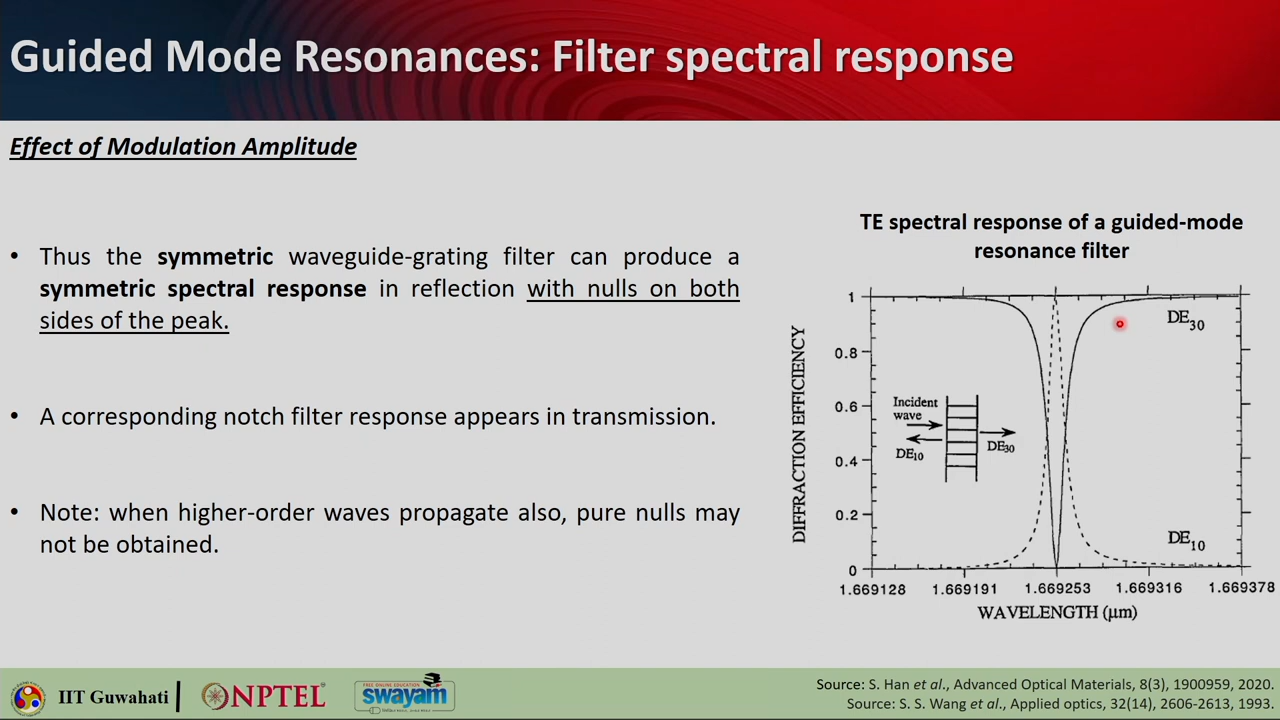 Guided Mode Resonances: Filter spectral response
Effect of Modulation Amplitude
• Thus the symmetric waveguide-grating filter can produce a
symmetric spectral response in reflection with nulls on both
sides of the peak.
• A corresponding notch filter response appears in transmission.
• Note: when higher-order waves propagate also, pure nulls may
not be obtained.
TE spectral response of a guided-mode
resonance filter
DIFFRACTION EFFICIENCY
1
0.8
0.6
0.4
0.2
0
DE30
Incident
wave
DE10
DE30
DE10
1.669128 1.669191 1.669253 1.669316 1.669378
WAVELENGTH (µm)
IIT Guwahati
NPTEL
FREE ONLINE EDUCATION
swayam
Source: S. Han et al., Advanced Optical Materials, 8(3), 1900959, 2020.
Source: S. S. Wang et al., Applied optics, 32(14), 2606-2613, 1993.